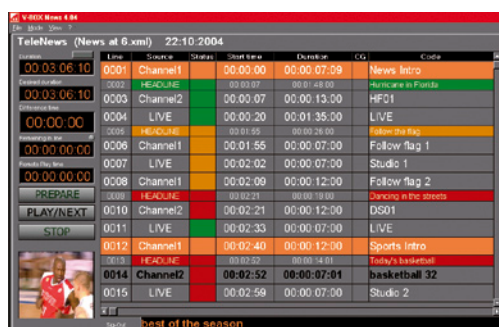 V-BOX News 4.04
File Mode View ?
TeleNews (News at 6.xml) 22:10:2004
Duration
00:03:06:10
Desired duration
00:03:06:10
Difference time
00:00:00
Remaining in line
00:00:00:00
Remote Play time
00:00:00:00
PREPARE
PLAY/NEXT
STOP
Line Source Status Start time Duration CG Code
0001 Channel1 00:00:00 00:00:07:09 News Intro
0002 HEADLINE 00:00:07 00:01:48:00 Hurricane in Florida
0003 Channel2 00:00:07 00:00:13:00 HF01
0004 LIVE 00:00:20 00:01:35:00 LIVE
0005 HEADLINE 00:01:55 00:00:26:00 Follow the flag
0006 Channel1 00:01:55 00:00:07:00 Follow flag 1
0007 LIVE 00:02:02 00:00:07:00 Studio 1
0008 Channel1 00:02:09 00:00:12:00 Follow flag 2
0009 HEADLINE 00:02:21 00:00:19:00 Dancing in the streets
0010 Channel2 00:02:21 00:00:12:00 DS01
0011 LIVE 00:02:33 00:00:07:00 LIVE
0012 Channel1 00:02:40 00:00:12:00 Sports Intro
0013 HEADLINE 00:02:52 00:00:14:01 Today's basketball
0014 Channel2 00:02:52 00:00:07:01 basketball 32
0015 LIVE 00:02:59 00:00:07:00 Studio 2
best of the season